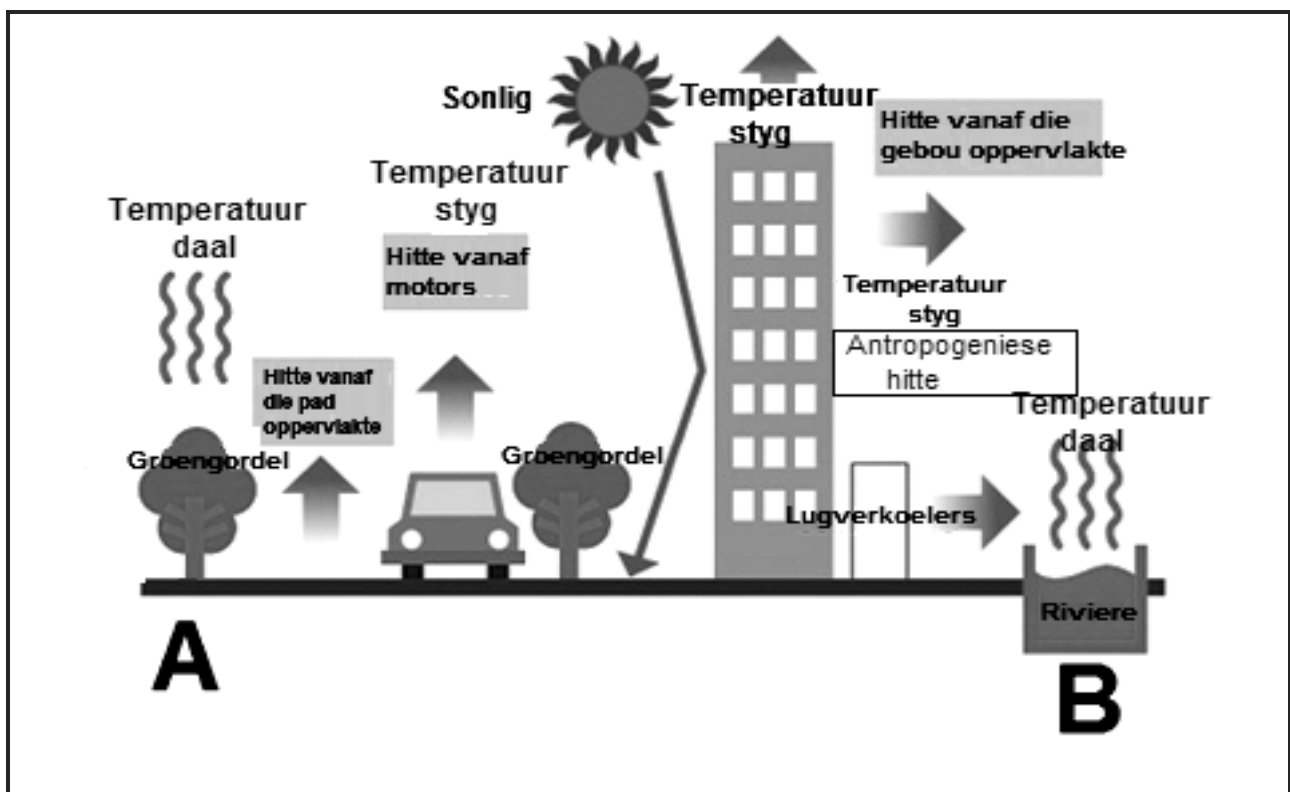 Sonlig
Temperatuur
styg
Hitte vanaf die
gebou oppervlakte
Temperatuur
styg
Temperatuur
daal
Hitte vanaf
motors
Temperatuur
styg
Antropogeniese
hitte
Hitte vanaf
die pad
oppervlakte
Temperatuur
daal
Groengordel
Groengordel
Lugverkoelers
Riviere
A
B